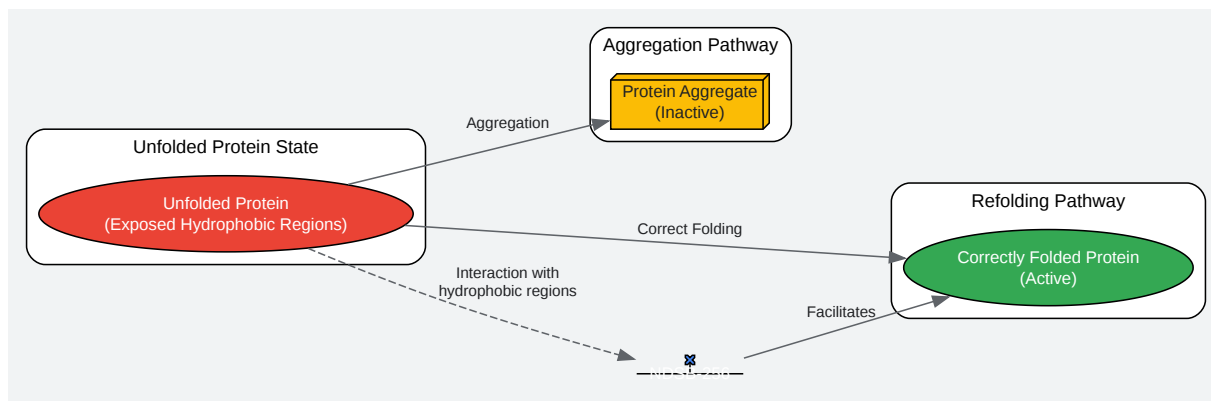 Aggregation Pathway
Protein Aggregate
(Inactive)
Aggregation
Unfolded Protein State
Unfolded Protein
(Exposed Hydrophobic Regions)
Correct Folding
Refolding Pathway
Correctly Folded Protein
(Active)
Interaction with
hydrophobic regions
Facilitates